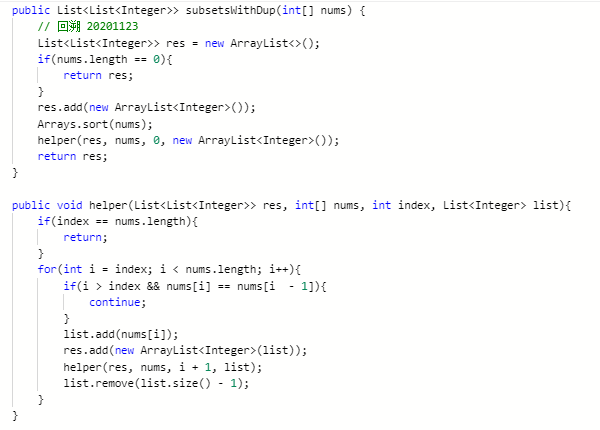 public List<List<Integer>> subsetsWithDup(int[] nums) {
    // 回溯 20201123
    List<List<Integer>> res = new ArrayList<>();
    if(nums.length == 0){
        return res;
    }
    res.add(new ArrayList<Integer>());
    Arrays.sort(nums);
    helper(res, nums, 0, new ArrayList<Integer>());
    return res;
}

public void helper(List<List<Integer>> res, int[] nums, int index, List<Integer> list){
    if(index == nums.length){
        return;
    }
    for(int i = index; i < nums.length; i++){
        if(i > index && nums[i] == nums[i  - 1]){
            continue;
        }
        list.add(nums[i]);
        res.add(new ArrayList<Integer>(list));
        helper(res, nums, i + 1, list);
        list.remove(list.size() - 1);
    }
}